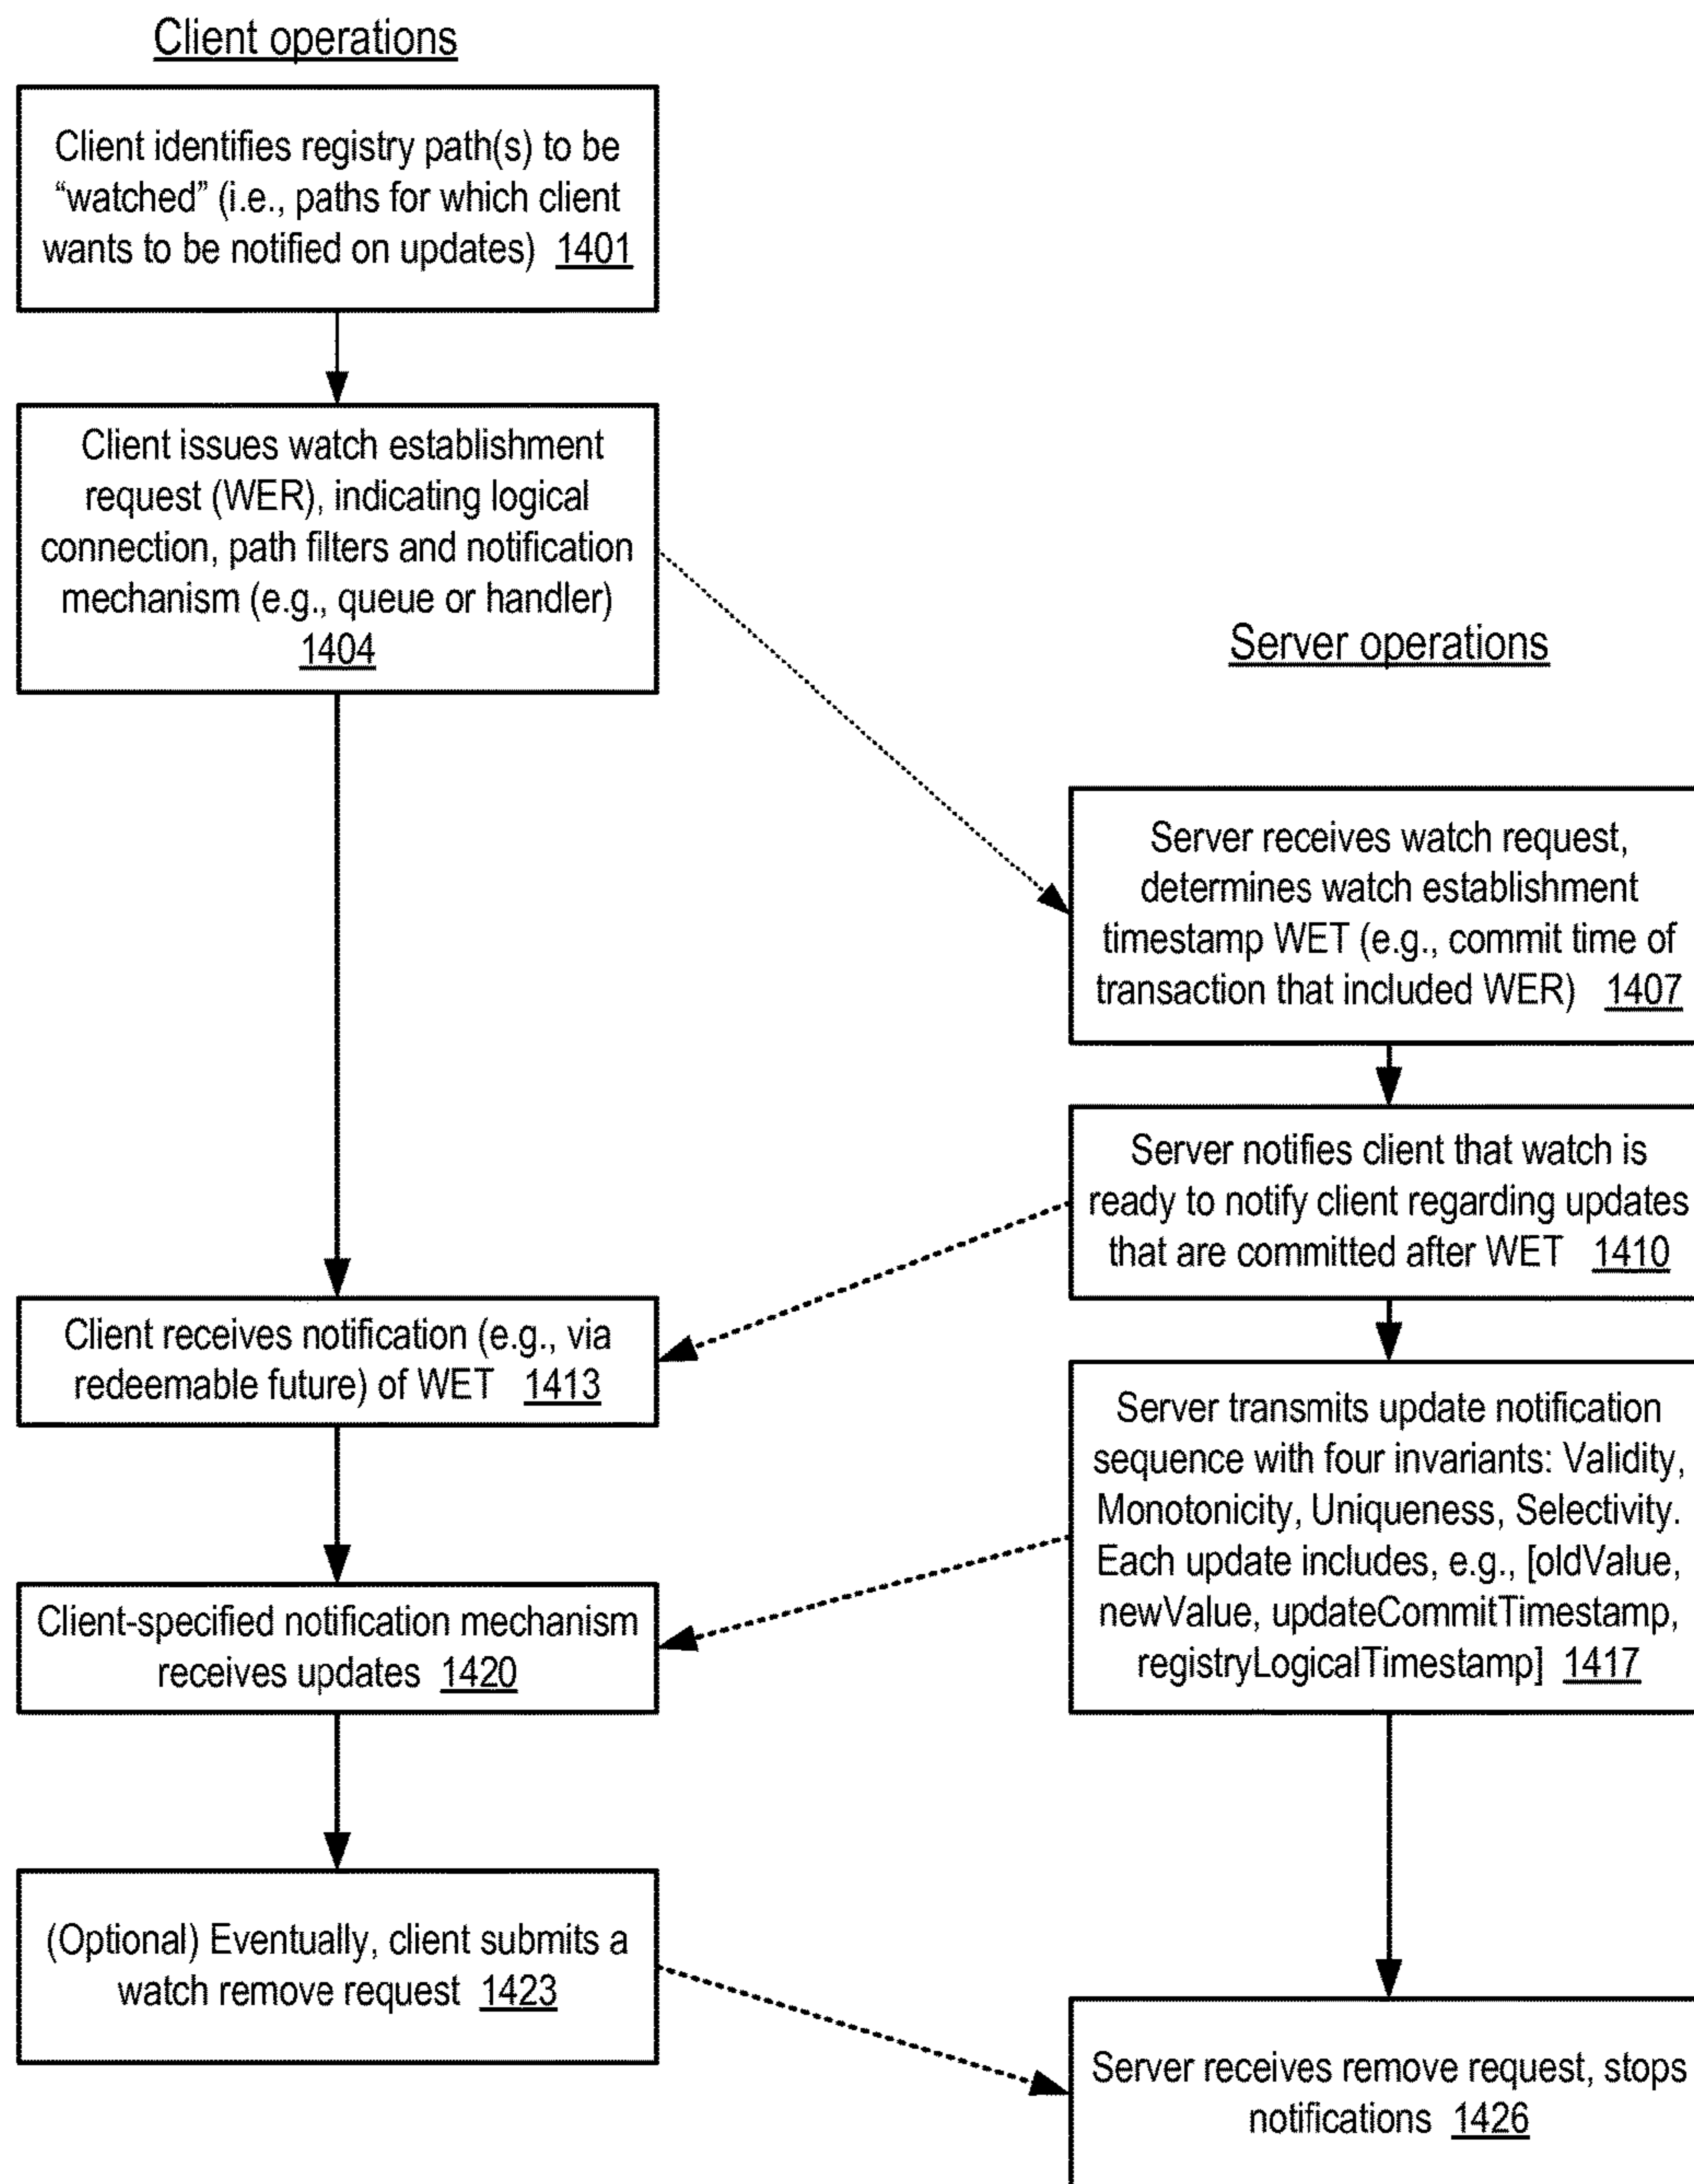 Client operations
Client identifies registry path(s) to be
“watched” (i.e., paths for which client
wants to be notified on updates) 1401
Client issues watch establishment
request (WER), indicating logical
connection, path filters and notification
mechanism (e.g., queue or handler)
1404
Server operations
Server receives watch request,
determines watch establishment
timestamp WET (e.g., commit time of
transaction that included WER) 1407
Server notifies client that watch is
ready to notify client regarding updates
that are committed after WET 1410
Client receives notification (e.g., via
redeemable future) of WET 1413
Server transmits update notification
sequence with four invariants: Validity,
Monotonicity, Uniqueness, Selectivity.
Each update includes, e.g., [oldValue,
newValue, updateCommitTimestamp,
registryLogicalTimestamp] 1417
Client-specified notification mechanism
receives updates 1420
(Optional) Eventually, client submits a
watch remove request 1423
Server receives remove request, stops
notifications 1426